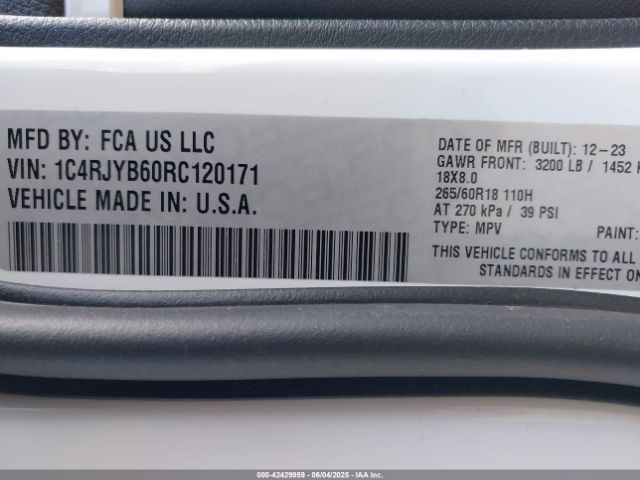 MFD BY: FCA US LLC
VIN: 1C4RJYB60RC120171
VEHICLE MADE IN: U.S.A.
DATE OF MFR (BUILT): 12-23
GAWR FRONT: 3200 LB / 1452 K
18X8.0
265/60R18 110H
AT 270 kPa / 39 PSI
TYPE: MPV PAINT:
THIS VEHICLE CONFORMS TO ALL
STANDARDS IN EFFECT ON
000-42429959 - 06/04/2025 - IAA Inc.